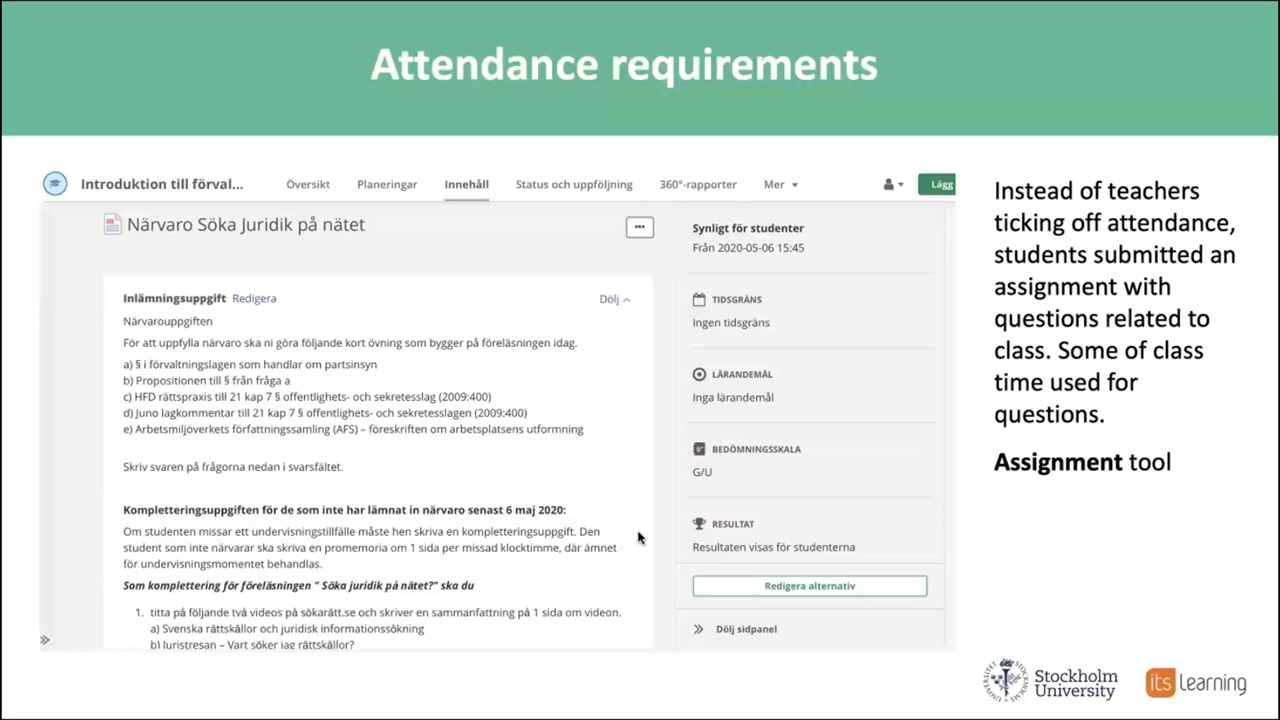 Attendance requirements
Introduktion till förval...
Översikt
Planeringar
Innehåll
Status och uppföljning
360°-rapporter
Mer
Lägg
Närvaro Söka Juridik på nätet
...
Inlämningsuppgift Redigera
Dölj
Närvarouppgiften
För att uppfylla närvaro ska ni göra följande kort övning som bygger på föreläsningen idag.
a) § i förvaltningslagen som handlar om partsinsyn
b) Propositionen till § från fråga a
c) HFD rättspraxis till 21 kap 7 § offentlighets- och sekretesslag (2009:400)
d) Juno lagkommentar till 21 kap 7 § offentlighets- och sekretesslagen (2009:400)
e) Arbetsmiljöverkets författningssamling (AFS) – föreskriften om arbetsplatsens utformning
Skriv svaren på frågorna nedan i svarsfältet.
Kompletteringsuppgiften för de som inte har lämnat in närvaro senast 6 maj 2020:
Om studenten missar ett undervisningstillfälle måste hen skriva en kompletteringsuppgift. Den
student som inte närvarar ska skriva en promemoria om 1 sida per missad klocktimme, där ämnet
för undervisningsmomentet behandlas.
Som komplettering för föreläsningen " Söka juridik på nätet?" ska du
1. titta på följande två videos på sökarätt.se och skriver en sammanfattning på 1 sida om videon.
a) Svenska rättskällor och juridisk informationssökning
b) Juristresan – Vart söker jag rättskällor?
Synligt för studenter
Från 2020-05-06 15:45
TIDSGRÄNS
Ingen tidsgräns
LÄRANDEMÅL
Inga lärandemål
BEDÖMNINGSSKALA
G/U
RESULTAT
Resultaten visas för studenterna
Redigera alternativ
Dölj sidpanel
Instead of teachers
ticking off attendance,
students submitted an
assignment with
questions related to
class. Some of class
time used for
questions.
Assignment tool
Stockholm
University
its learning